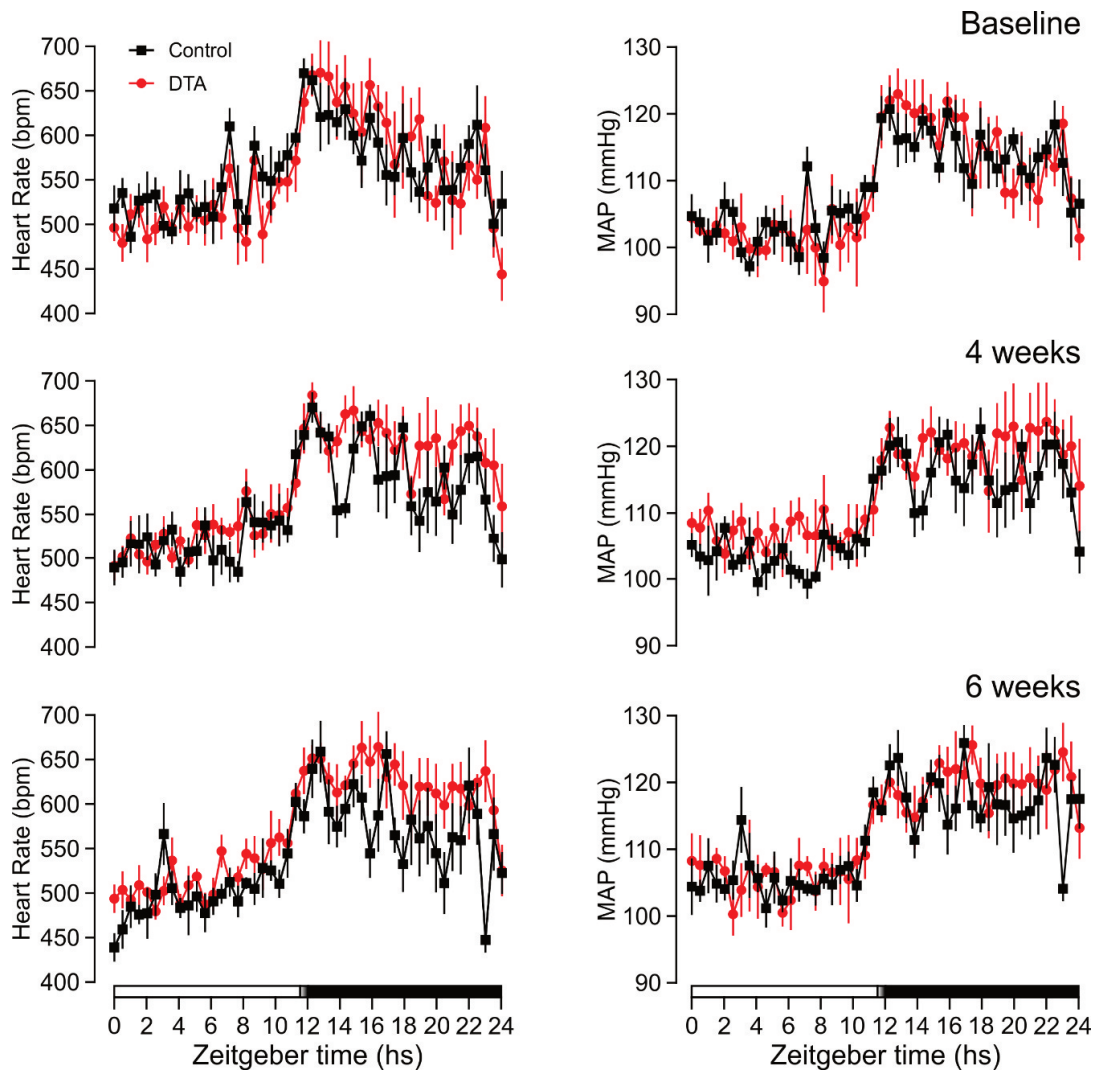 Baseline
Control
DTA
Heart Rate (bpm)
700
650
600
550
500
450
400
MAP (mmHg)
130
120
110
100
90
4 weeks
Heart Rate (bpm)
700
650
600
550
500
450
400
MAP (mmHg)
130
120
110
100
90
6 weeks
Heart Rate (bpm)
700
650
600
550
500
450
400
MAP (mmHg)
130
120
110
100
90
0 2 4 6 8 10 12 14 16 18 20 22 24
Zeitgeber time (hs)
0 2 4 6 8 10 12 14 16 18 20 22 24
Zeitgeber time (hs)